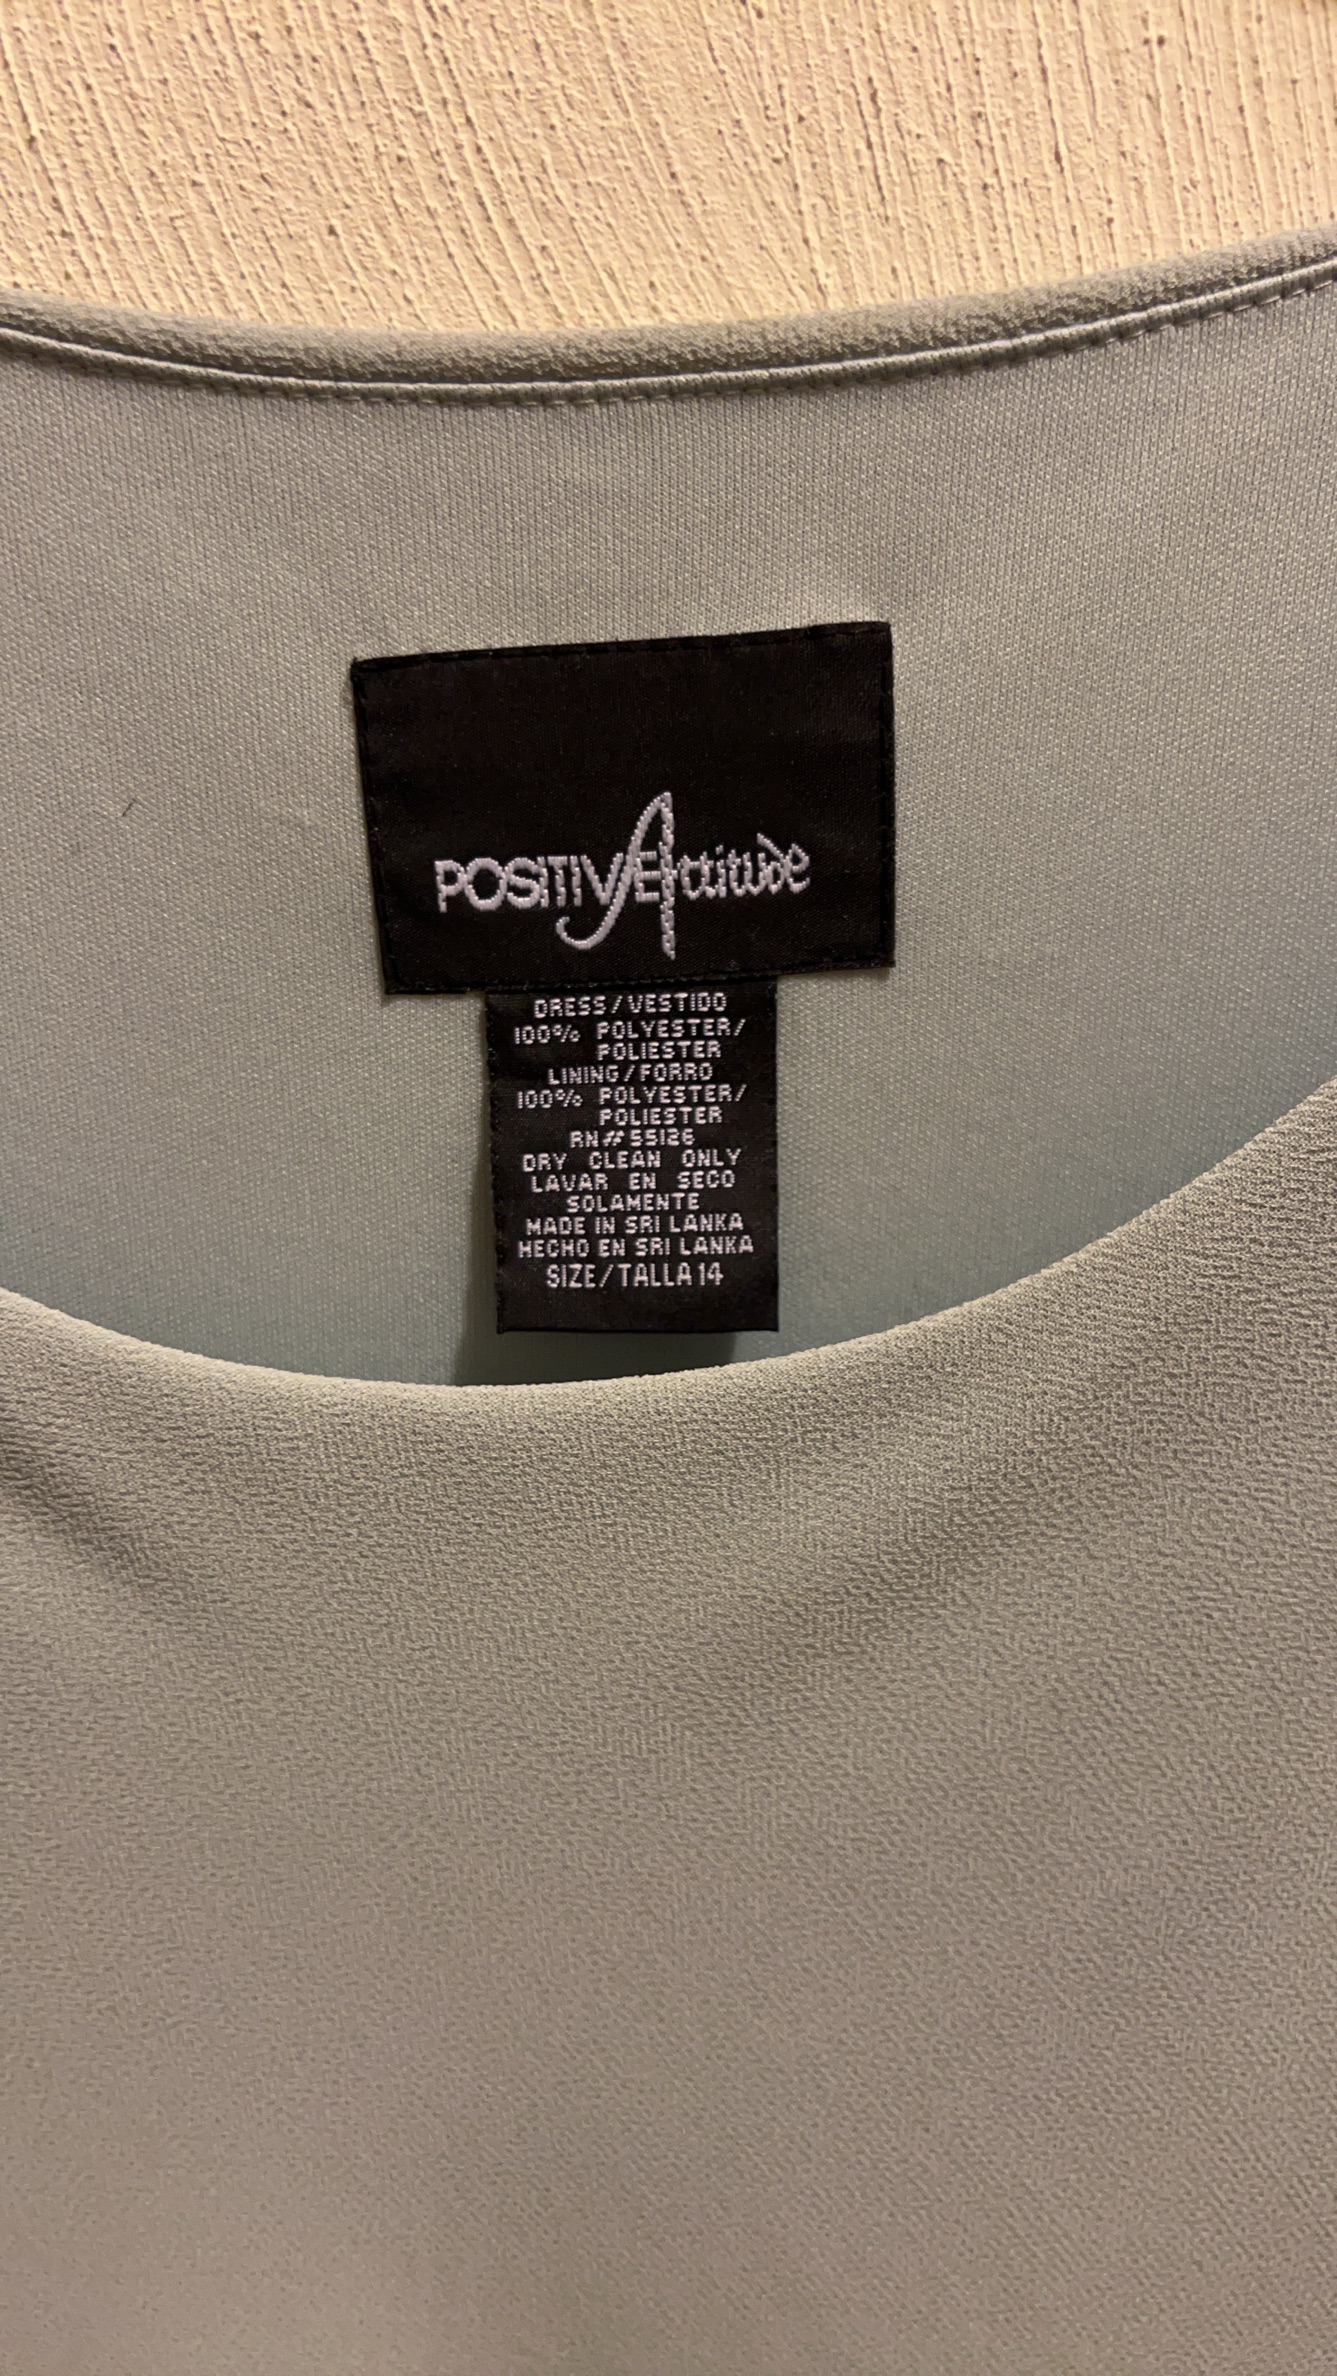 POSITIVE Attitude
DRESS/VESTIDO
100% POLYESTER/
POLIESTER
LINING/FORRO
100% POLYESTER/
POLIESTER
RN#55126
DRY CLEAN ONLY
LAVAR EN SECO
SOLAMENTE
MADE IN SRI LANKA
HECHO EN SRI LANKA
SIZE/TALLA 14